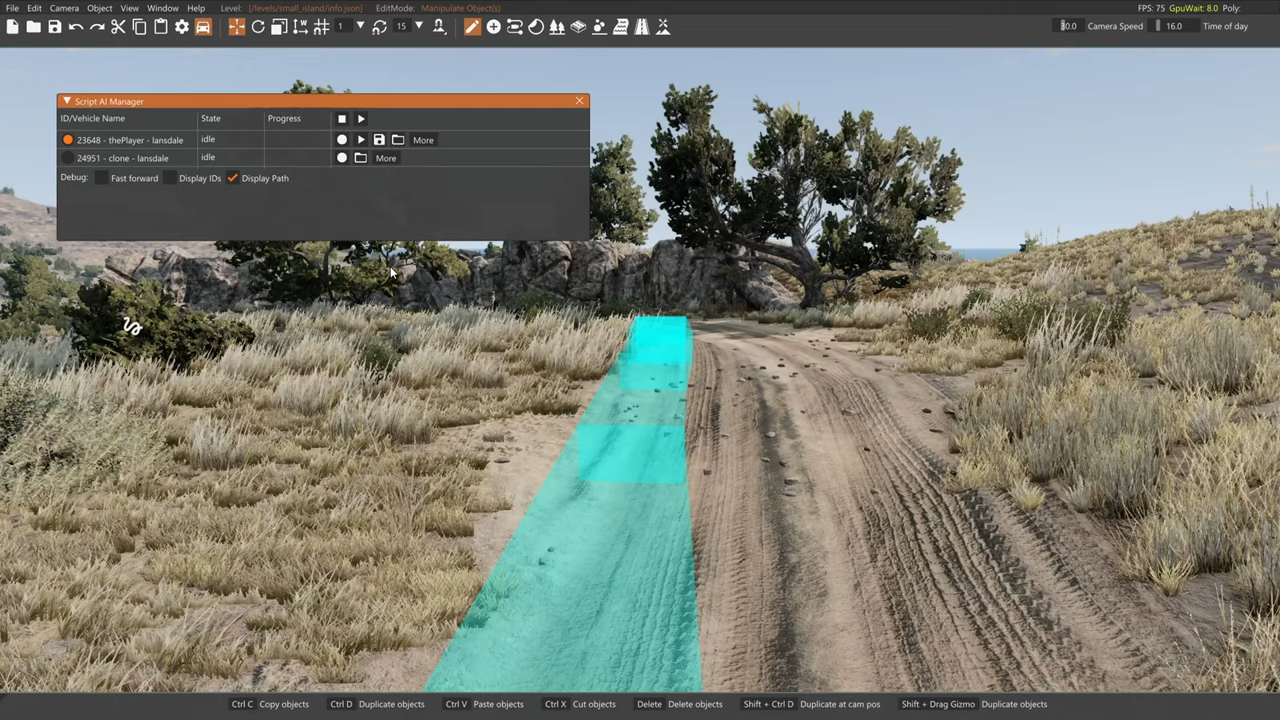 File Edit Camera Object View Window Help Level: [/levels/small_island/info.json] EditMode: Manipulate Object(s) FPS: 75 GpuWait: 8.0 Poly:
1 15 Camera Speed 16.0 Time of day
Script AI Manager
ID/Vehicle Name State Progress
23648 - thePlayer - lansdale idle More
24951 - clone - lansdale idle More
Debug: Fast forward Display IDs Display Path
Ctrl C Copy objects Ctrl D Duplicate objects Ctrl V Paste objects Ctrl X Cut objects Delete Delete objects Shift + Ctrl D Duplicate at cam pos Shift + Drag Gizmo Duplicate objects